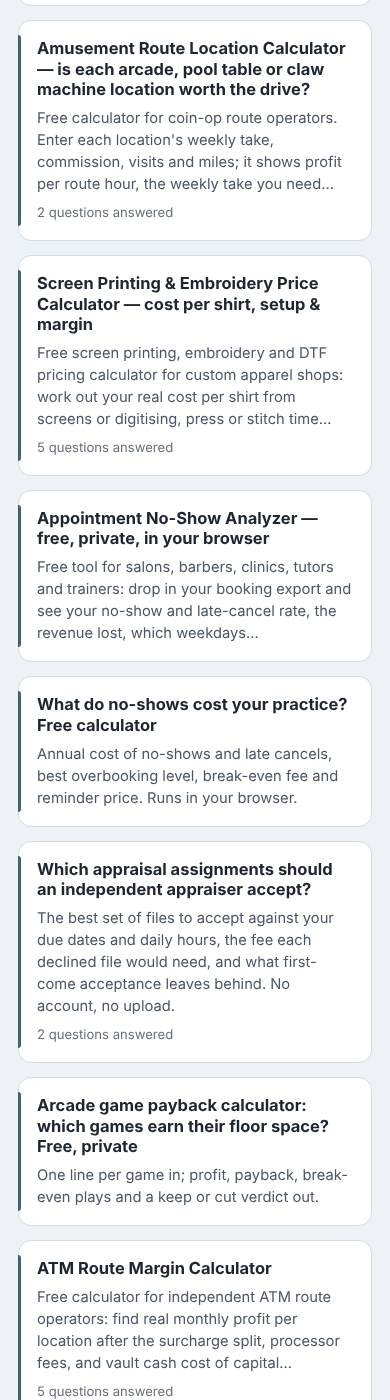 Amusement Route Location Calculator
— is each arcade, pool table or claw
machine location worth the drive?
Free calculator for coin-op route operators.
Enter each location's weekly take,
commission, visits and miles; it shows profit
per route hour, the weekly take you need...
2 questions answered
Screen Printing & Embroidery Price
Calculator — cost per shirt, setup &
margin
Free screen printing, embroidery and DTF
pricing calculator for custom apparel shops:
work out your real cost per shirt from
screens or digitising, press or stitch time...
5 questions answered
Appointment No-Show Analyzer —
free, private, in your browser
Free tool for salons, barbers, clinics, tutors
and trainers: drop in your booking export and
see your no-show and late-cancel rate, the
revenue lost, which weekdays...
What do no-shows cost your practice?
Free calculator
Annual cost of no-shows and late cancels,
best overbooking level, break-even fee and
reminder price. Runs in your browser.
Which appraisal assignments should
an independent appraiser accept?
The best set of files to accept against your
due dates and daily hours, the fee each
declined file would need, and what first-
come acceptance leaves behind. No
account, no upload.
2 questions answered
Arcade game payback calculator:
which games earn their floor space?
Free, private
One line per game in; profit, payback, break-
even plays and a keep or cut verdict out.
ATM Route Margin Calculator
Free calculator for independent ATM route
operators: find real monthly profit per
location after the surcharge split, processor
fees, and vault cash cost of capital...
5 questions answered